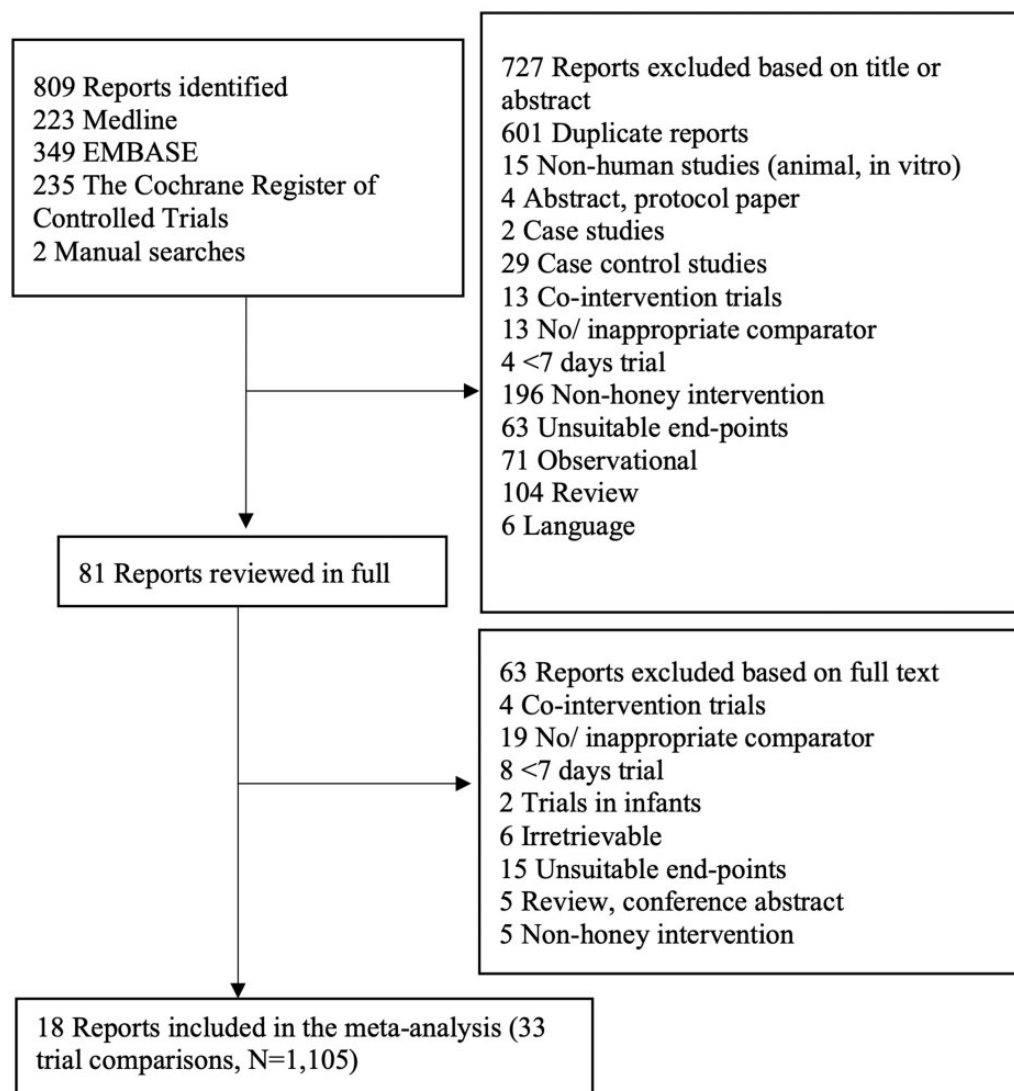 809 Reports identified
223 Medline
349 EMBASE
235 The Cochrane Register of
Controlled Trials
2 Manual searches
727 Reports excluded based on title or
abstract
601 Duplicate reports
15 Non-human studies (animal, in vitro)
4 Abstract, protocol paper
2 Case studies
29 Case control studies
13 Co-intervention trials
13 No/ inappropriate comparator
4 <7 days trial
196 Non-honey intervention
63 Unsuitable end-points
71 Observational
104 Review
6 Language
81 Reports reviewed in full
63 Reports excluded based on full text
4 Co-intervention trials
19 No/ inappropriate comparator
8 <7 days trial
2 Trials in infants
6 Irretrievable
15 Unsuitable end-points
5 Review, conference abstract
5 Non-honey intervention
18 Reports included in the meta-analysis (33
trial comparisons, N=1,105)